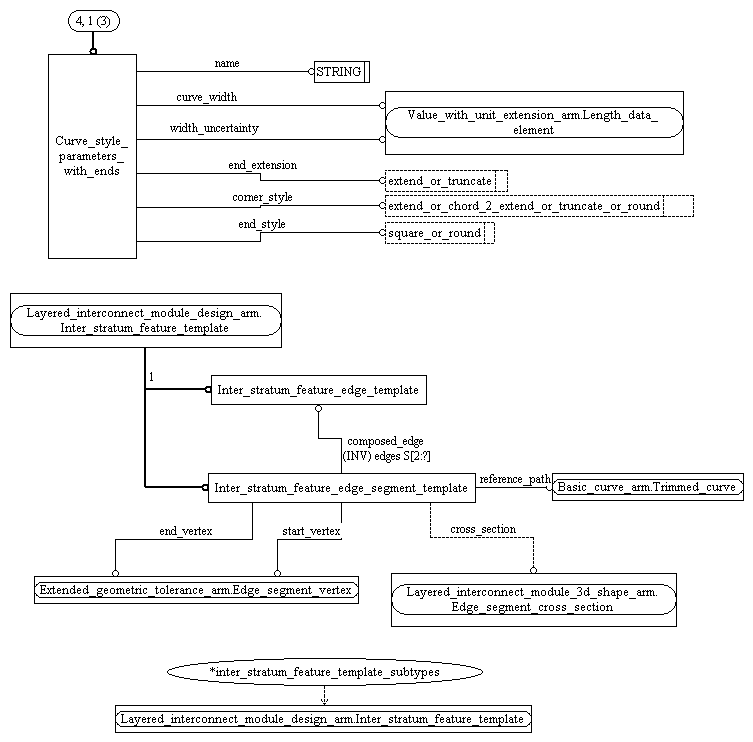 4, 1 (3)
name
STRING
curve_width
Value_with_unit_extension_arm.Length_data_
element
width_uncertainty
Curve_style_
parameters_
with_ends
end_extension
extend_or_truncate
corner_style
extend_or_chord_2_extend_or_truncate_or_round
end_style
square_or_round
Layered_interconnect_module_design_arm.
Inter_stratum_feature_template
1
Inter_stratum_feature_edge_template
composed_edge
(INV) edges S[2:?]
reference_path
Inter_stratum_feature_edge_segment_template
Basic_curve_arm.Trimmed_curve
end_vertex
start_vertex
cross_section
Extended_geometric_tolerance_arm.Edge_segment_vertex
Layered_interconnect_module_3d_shape_arm.
Edge_segment_cross_section
*inter_stratum_feature_template_subtypes
Layered_interconnect_module_design_arm.Inter_stratum_feature_template